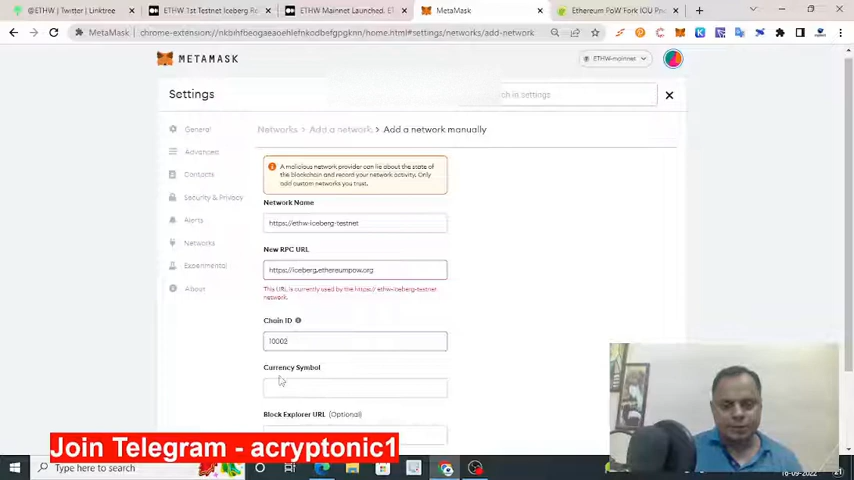 @ETHW | Twitter | Linktree
ETHW 1st Testnet Iceberg R
ETHW Mainnet Launched,
MetaMask
Ethereum PoW Fork IOU
MetaMask
chrome-extension://nkbihfbeogaeaoehlefnkodbefgpgknn/home.html#settings/networks/add-network
METAMASK
ETHW-mainnet
Settings
ch in settings
General
Networks > Add a network > Add a network manually
Advanced
Contacts
Security & Privacy
Alerts
Networks
Experimental
About
A malicious network provider can lie about the state of
the blockchain and record your network activity. Only
add custom networks you trust.
Network Name
https://ethw-iceberg-testnet
New RPC URL
https://iceberg.ethereumpow.org
This URL is currently used by the https:// ethw-iceberg-testnet
network.
Chain ID
10002
Currency Symbol
Block Explorer URL (Optional)
Join Telegram - acryptonic1
Type here to search
16-09-2022